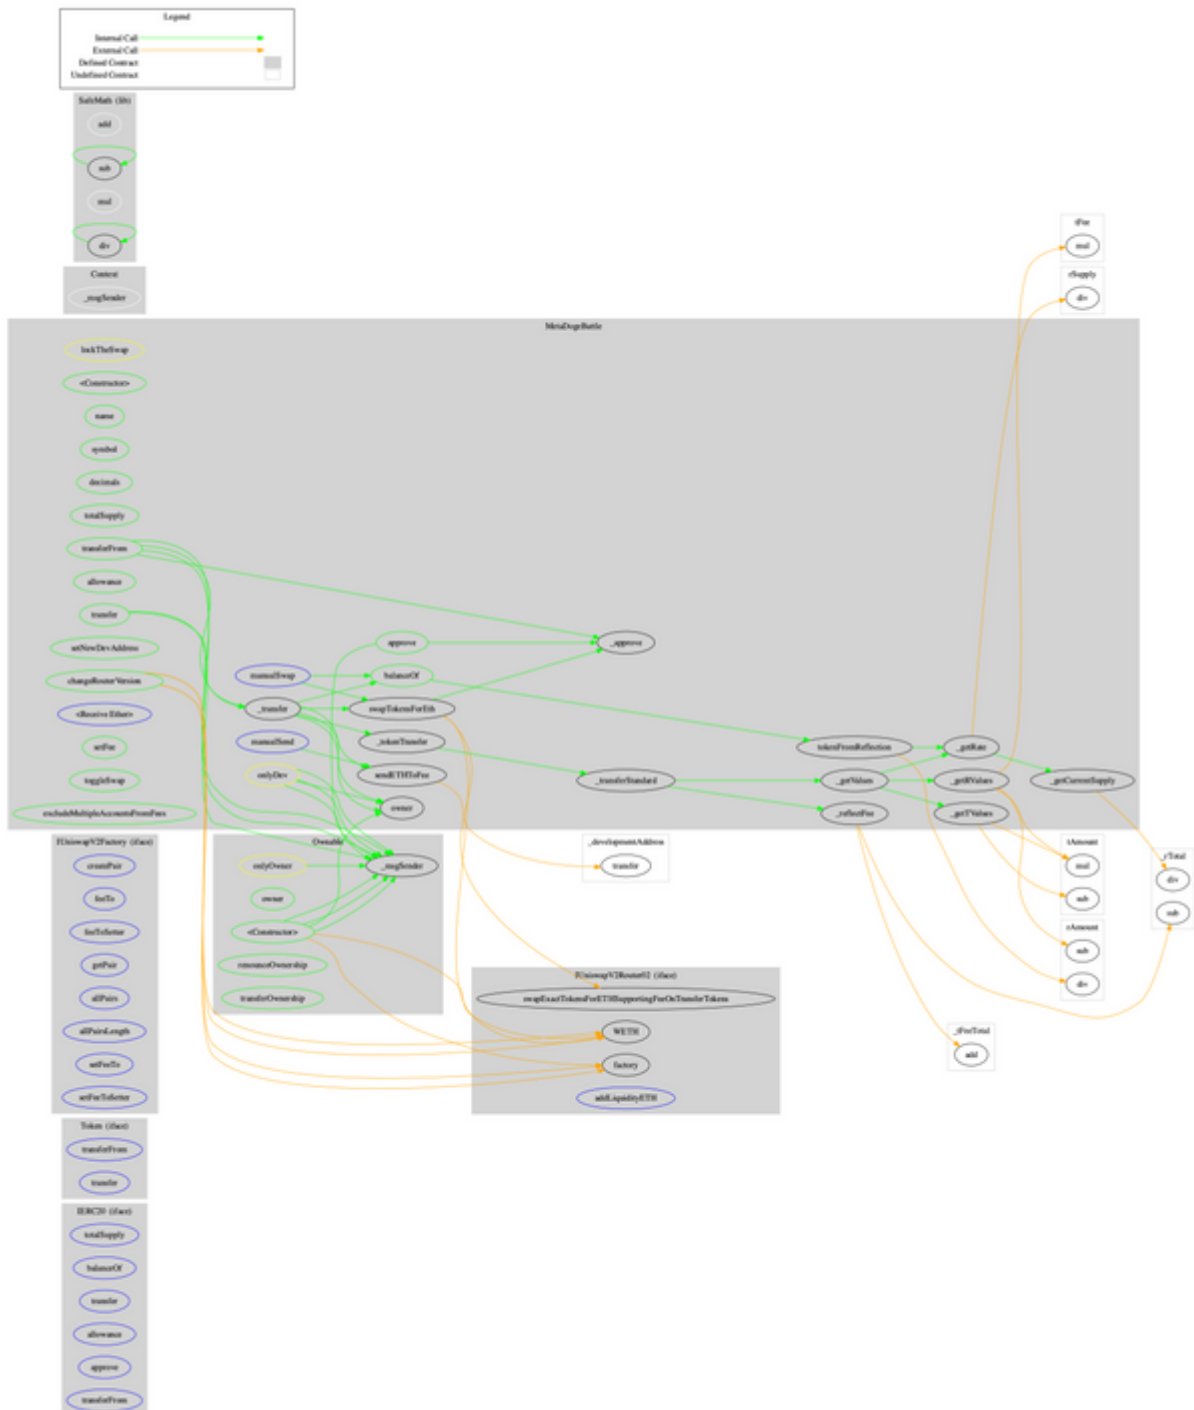 Legend
Internal Call
External Call
Defined Contract
Undefined Contract
SafeMath (lib)
add
sub
mul
div
Context
_msgSender
tFee
mul
rSupply
div
MetaDogeBattle
lockTheSwap
<Constructor>
name
symbol
decimals
totalSupply
transferFrom
allowance
transfer
setNewDevAddress
changeRouterVersion
<Receive Ether>
setFee
toggleSwap
excludeMultipleAccountsFromFees
approve
_approve
manualSwap
balanceOf
_transfer
swapTokensForEth
manualSend
_tokenTransfer
onlyDev
sendETHToFee
owner
_transferStandard
tokenFromReflection
_getRate
_getValues
_getRValues
_getCurrentSupply
_reflectFee
_getTValues
IUniswapV2Factory (iface)
createPair
feeTo
feeToSetter
getPair
allPairs
allPairsLength
setFeeTo
setFeeToSetter
Ownable
onlyOwner
_msgSender
owner
<Constructor>
renounceOwnership
transferOwnership
_developmentAddress
transfer
tAmount
mul
sub
_rTotal
div
sub
rAmount
sub
div
IUniswapV2Router02 (iface)
swapExactTokensForETHSupportingFeeOnTransferTokens
WETH
factory
addLiquidityETH
_tFeeTotal
add
Token (iface)
transferFrom
transfer
IERC20 (iface)
totalSupply
balanceOf
transfer
allowance
approve
transferFrom